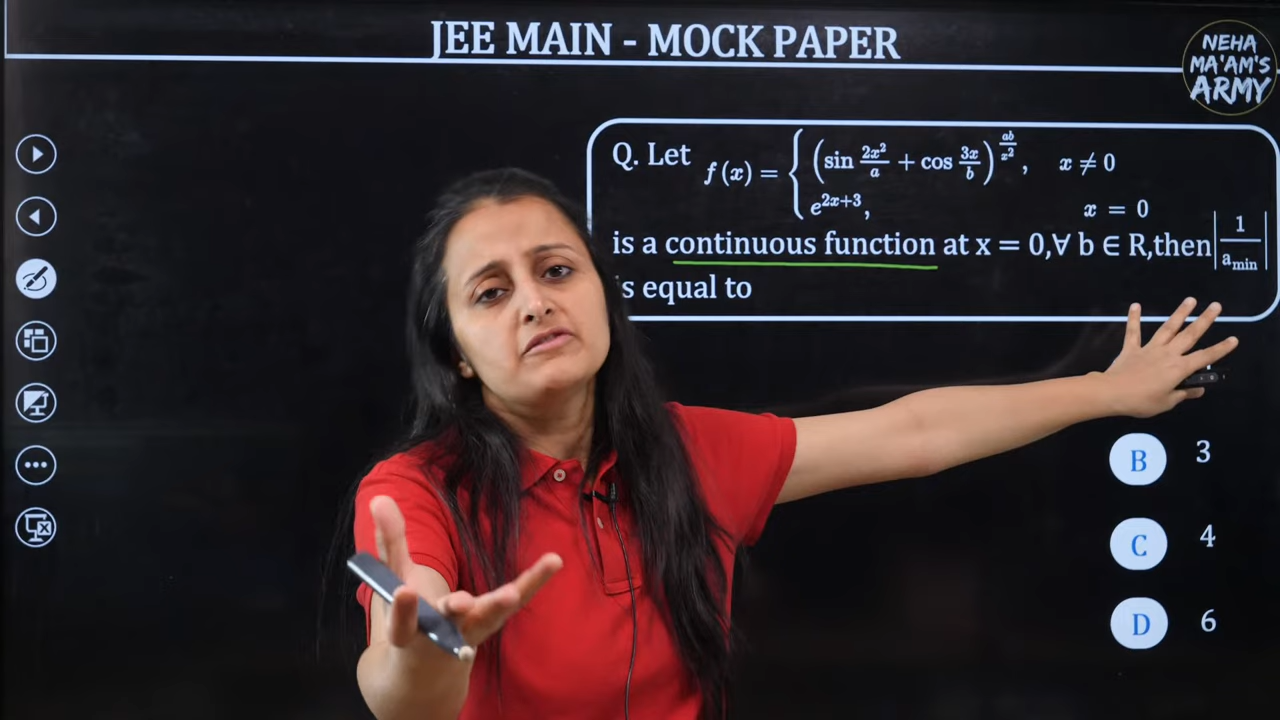 JEE MAIN - MOCK PAPER
NEHA
MA'AM'S
ARMY
Q. Let f(x) = { (sin 2x²/a + cos 3x/b)^(ab/x²), x ≠ 0
e^(2x+3), x = 0
is a continuous function at x = 0,∀ b ∈ R,then |1/a_min|
s equal to
B 3
C 4
D 6